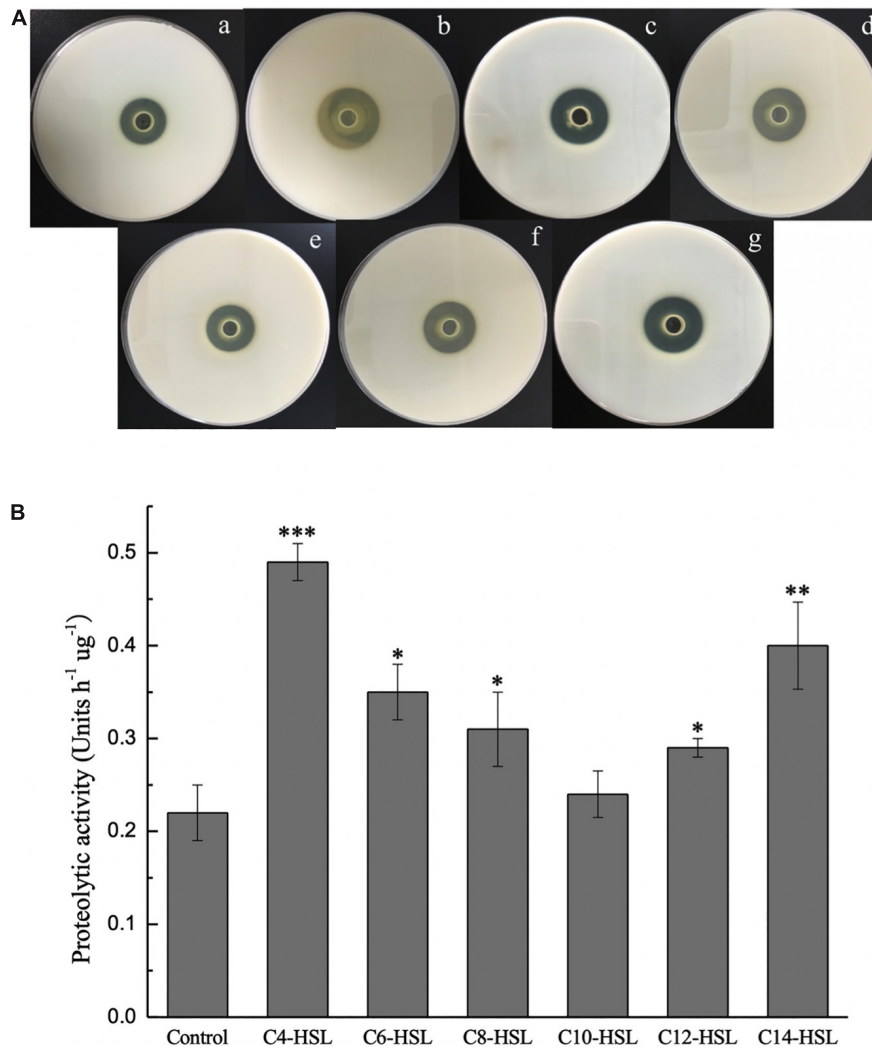 A
a b c d
e f g
B
Proteolytic activity (Units h⁻¹ ug⁻¹)
0.5
0.4
0.3
0.2
0.1
0.0
***
*
*
*
**
Control C4-HSL C6-HSL C8-HSL C10-HSL C12-HSL C14-HSL